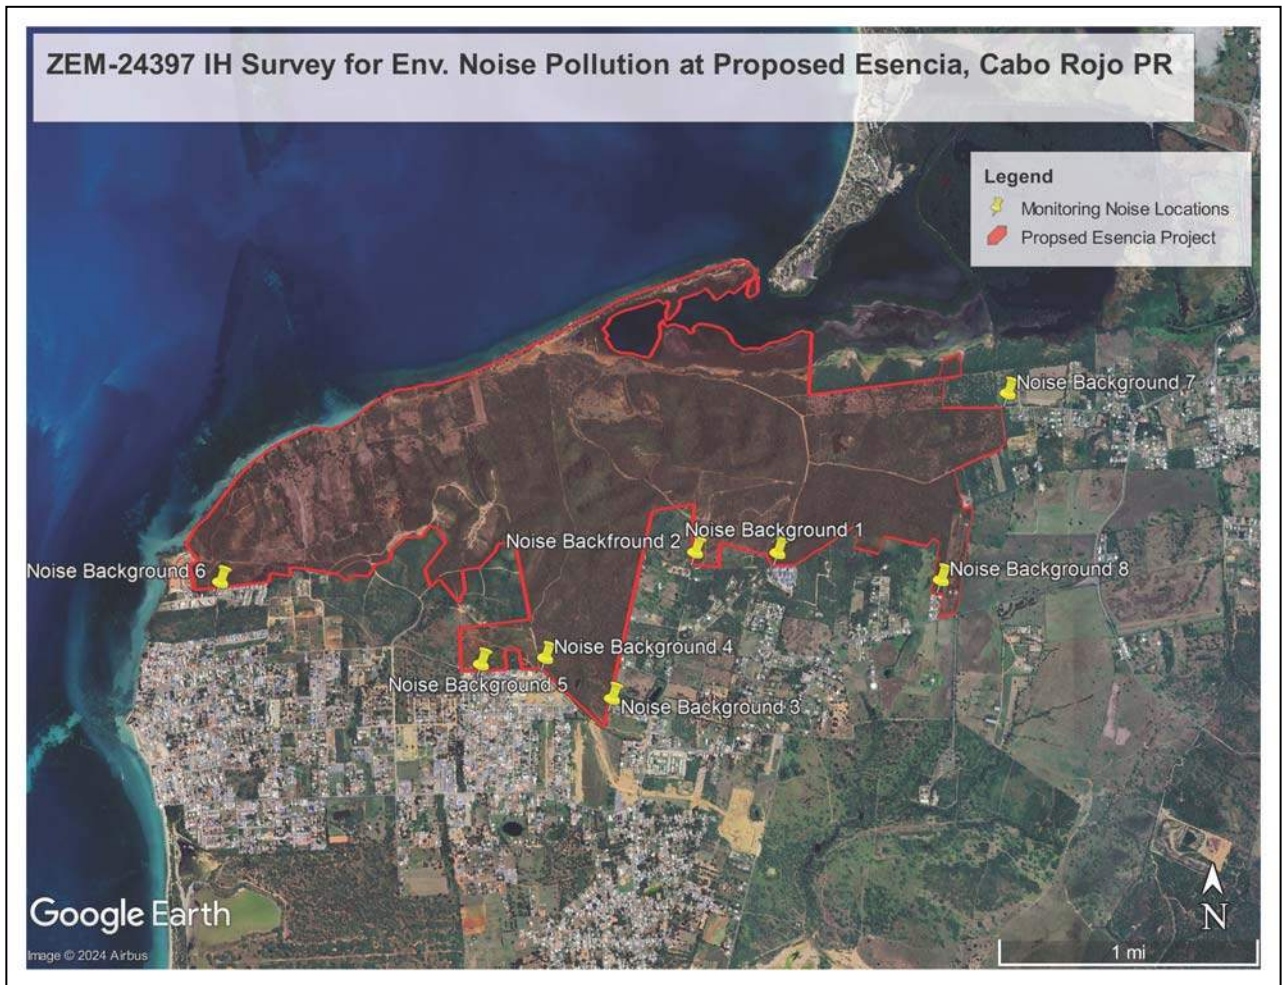 ZEM-24397 IH Survey for Env. Noise Pollution at Proposed Esencia, Cabo Rojo PR
Legend
Monitoring Noise Locations
Propsed Esencia Project
Noise Background 7
Noise Backfround 2
Noise Background 1
Noise Background 6
Noise Background 8
Noise Background 4
Noise Background 5
Noise Background 3
Google Earth
N
Image © 2024 Airbus
1 mi